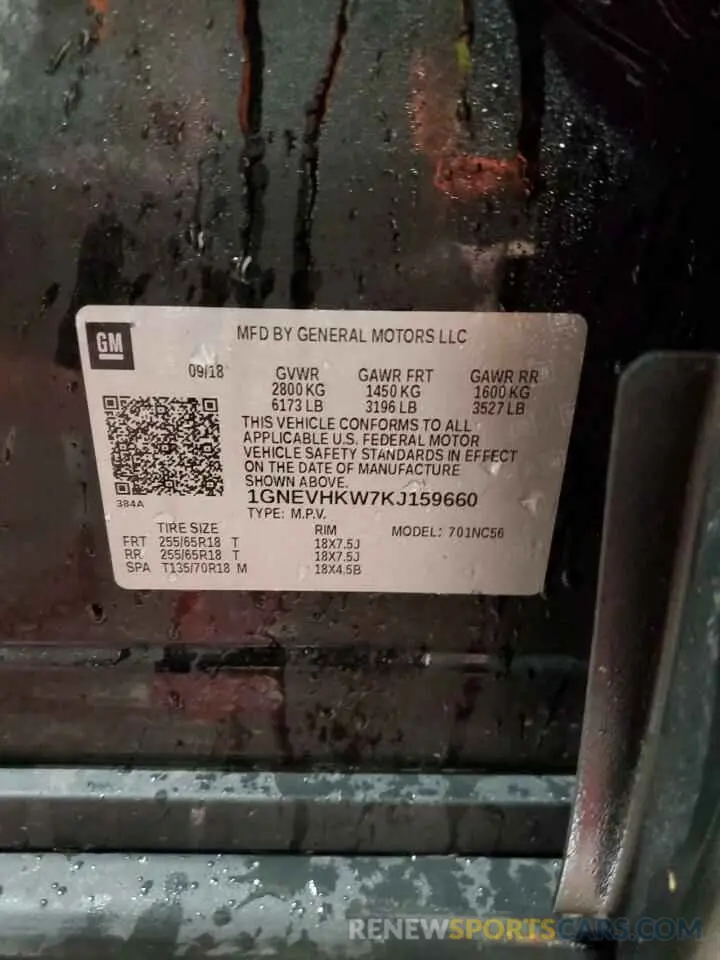 GM
MFD BY GENERAL MOTORS LLC
09/18 GVWR GAWR FRT GAWR RR
2800 KG 1450 KG 1600 KG
6173 LB 3196 LB 3527 LB
THIS VEHICLE CONFORMS TO ALL
APPLICABLE U.S. FEDERAL MOTOR
VEHICLE SAFETY STANDARDS IN EFFECT
ON THE DATE OF MANUFACTURE
SHOWN ABOVE.
384A
1GNEVHKW7KJ159660
TYPE: M.P.V.
TIRE SIZE RIM MODEL: 701NC56
FRT 255/65R18 T 18X7.5J
RR 255/65R18 T 18X7.5J
SPA T135/70R18 M 18X4.5B
RENEWSPORTSCARS.COM